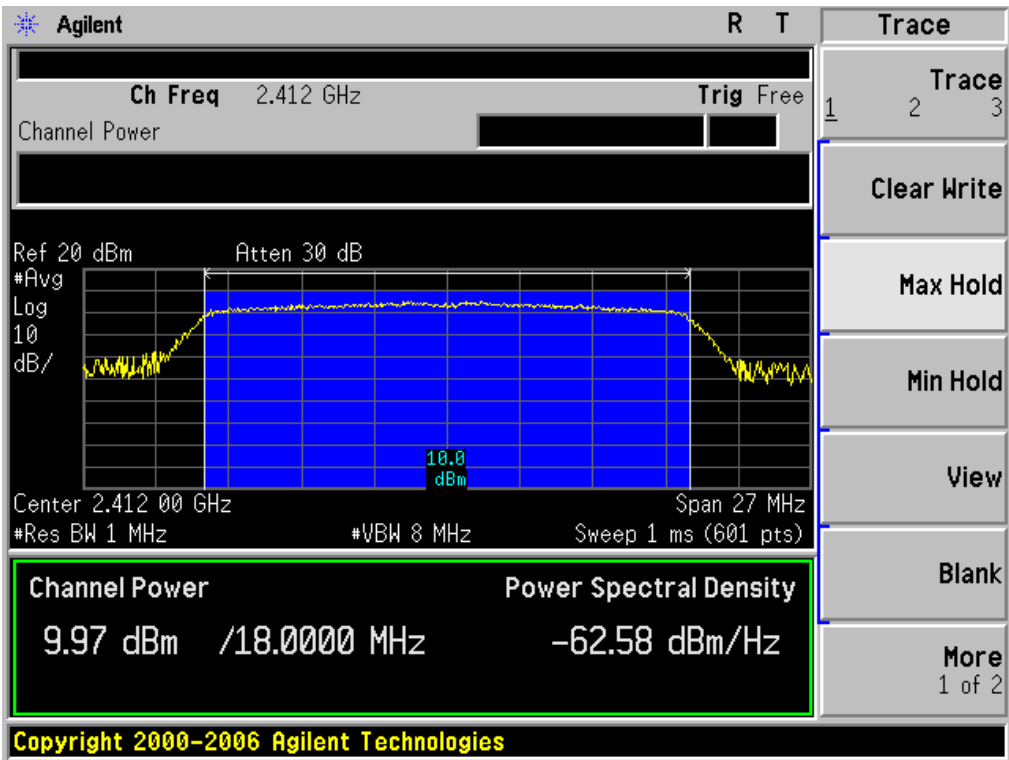 Agilent R T Trace
Ch Freq 2.412 GHz Trig Free
Channel Power
Trace
1 2 3
Clear Write
Max Hold
Min Hold
View
Blank
More
1 of 2
Ref 20 dBm Atten 30 dB
#Avg
Log
10
dB/
10.0
dBm
Center 2.412 00 GHz Span 27 MHz
#Res BW 1 MHz #VBW 8 MHz Sweep 1 ms (601 pts)
Channel Power Power Spectral Density
9.97 dBm /18.0000 MHz -62.58 dBm/Hz
Copyright 2000-2006 Agilent Technologies